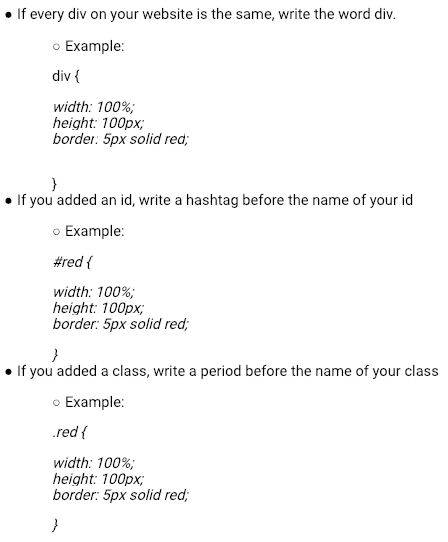 ● If every div on your website is the same, write the word div.
○ Example:
div {
width: 100%;
height: 100px;
border: 5px solid red;
}
● If you added an id, write a hashtag before the name of your id
○ Example:
#red {
width: 100%;
height: 100px;
border: 5px solid red;
}
● If you added a class, write a period before the name of your class
○ Example:
.red {
width: 100%;
height: 100px;
border: 5px solid red;
}